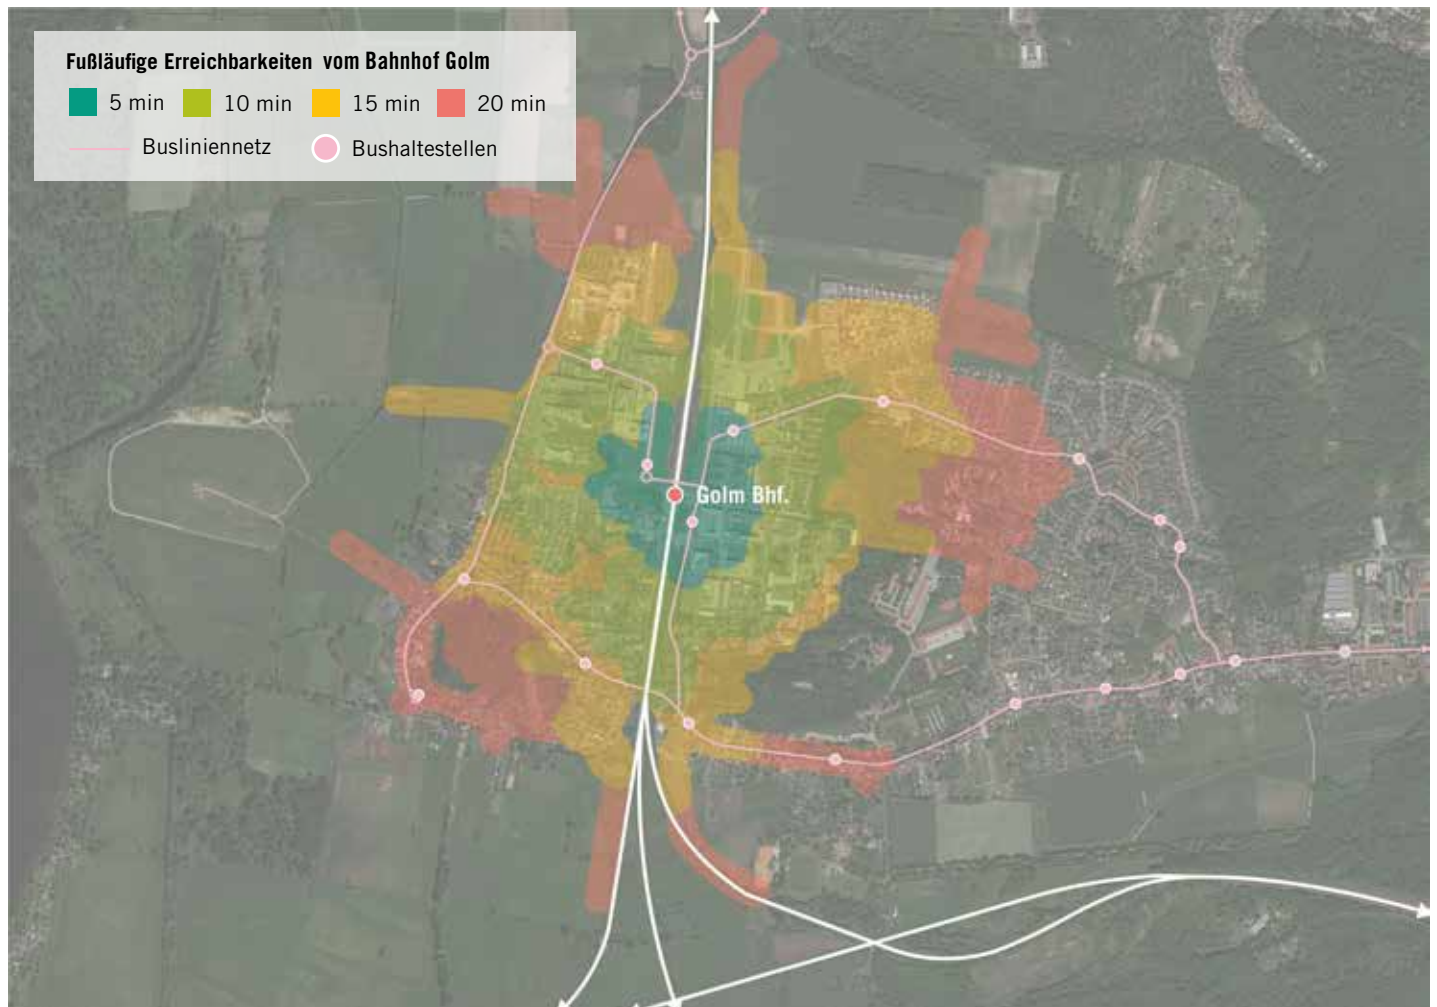 Fußläufige Erreichbarkeiten vom Bahnhof Golm
5 min 10 min 15 min 20 min
Busliniennetz Bushaltestellen
Golm Bhf.